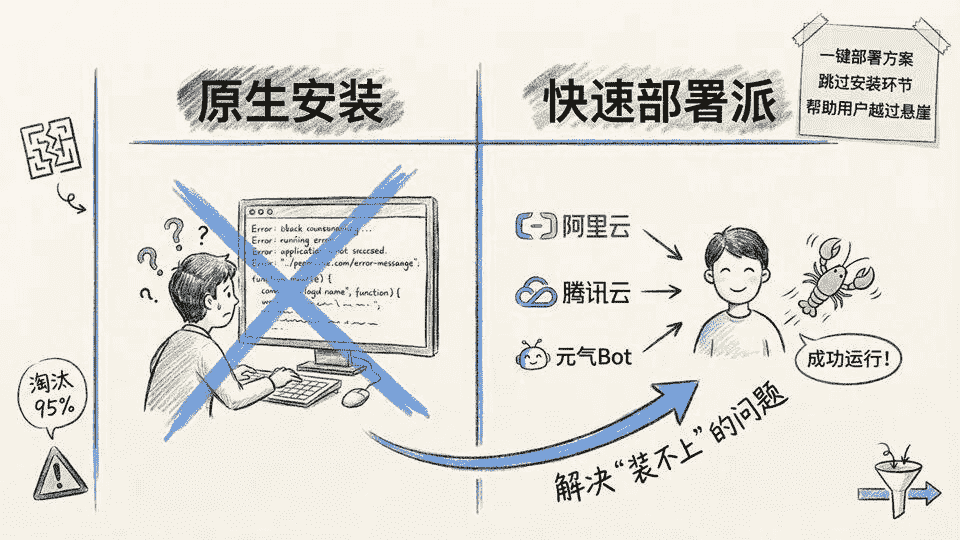 原生安装
快速部署派
一键部署方案
跳过安装环节
帮助用户越过悬崖
Error:
Error: running
Error: application not
Error:
? ? ? ?
阿里云
腾讯云
元气Bot
成功运行!
淘汰
95%
!
解决“装不上”的问题